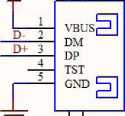 1 VBUS
D- 2 DM
D+ 3 DP
4 TST
5 GND